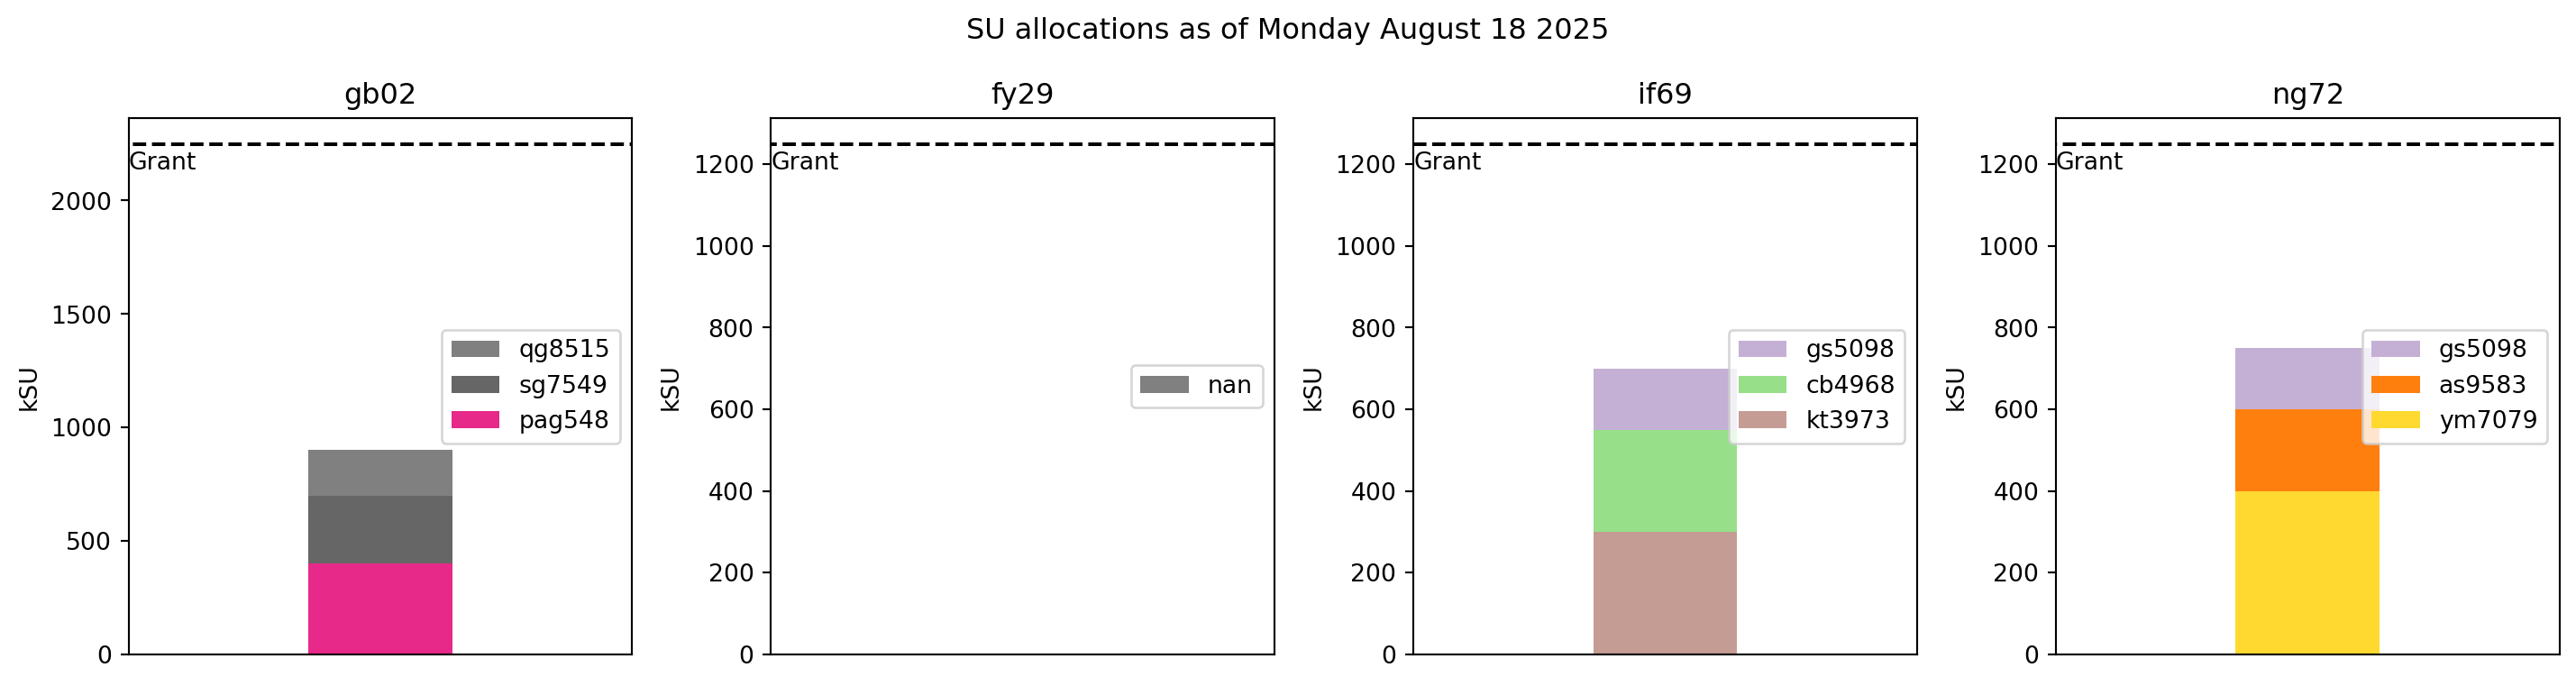 SU allocations as of Monday August 18 2025
gb02
Grant
2000
1500
1000
500
0
kSU
qg8515
sg7549
pag548
fy29
Grant
1200
1000
800
600
400
200
0
kSU
nan
if69
Grant
1200
1000
800
600
400
200
0
kSU
gs5098
cb4968
kt3973
ng72
Grant
1200
1000
800
600
400
200
0
kSU
gs5098
as9583
ym7079